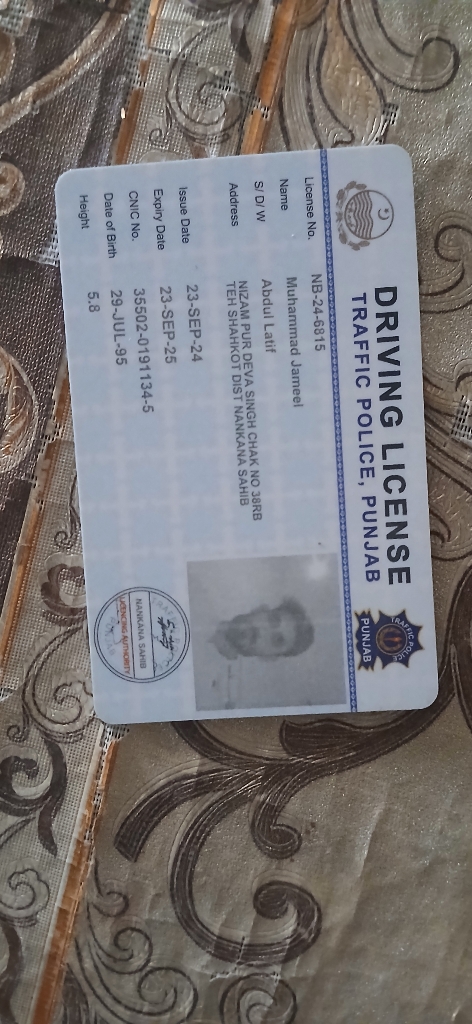 DRIVING LICENSE
TRAFFIC POLICE, PUNJAB
TRAFFIC POLICE
PUNJAB
License No. NB-24-6815
Name Muhammad Jameel
S/ D/ W Abdul Latif
Address NIZAM PUR DEVA SINGH CHAK NO 38RB
TEH SHAHKOT DIST NANKANA SAHIB
Issue Date 23-SEP-24
Expiry Date 23-SEP-25
CNIC No. 35502-0191134-5
Date of Birth 29-JUL-95
Height 5.8
NANKANA SAHIB
LICENSING AUTHORITY